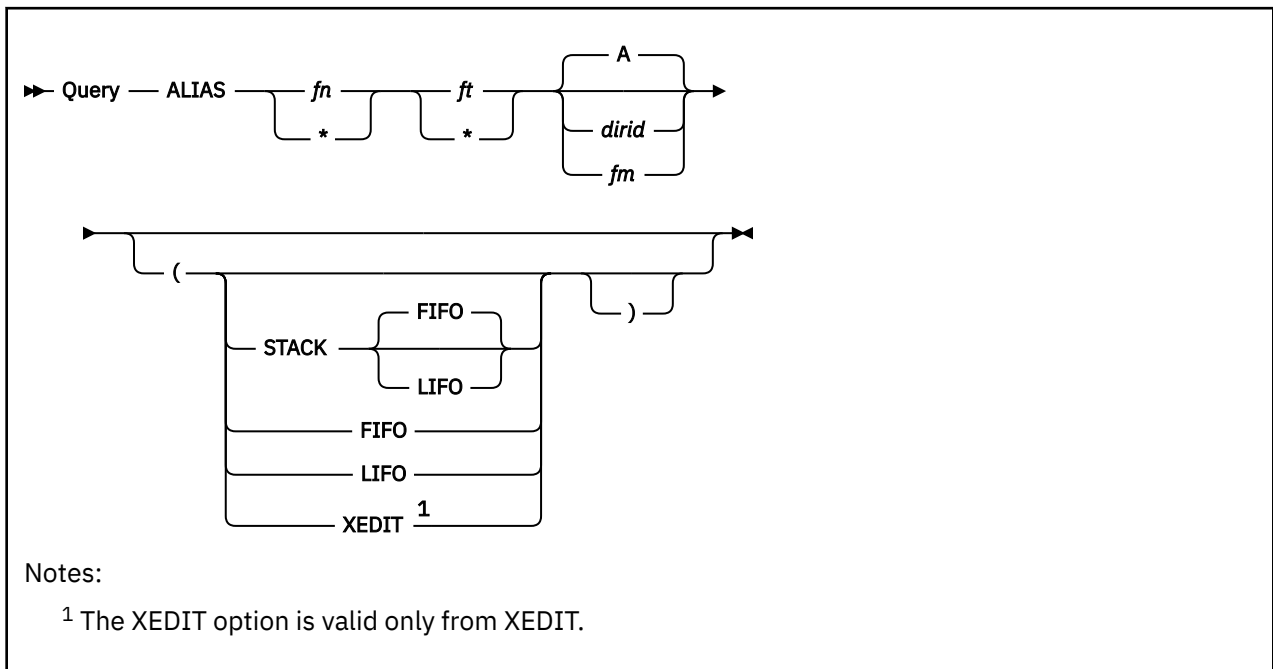 A
Query ALIAS fn ft
* * dirid
fm
(
)
FIFO
STACK
LIFO
FIFO
LIFO
XEDIT 1
Notes:
1 The XEDIT option is valid only from XEDIT.